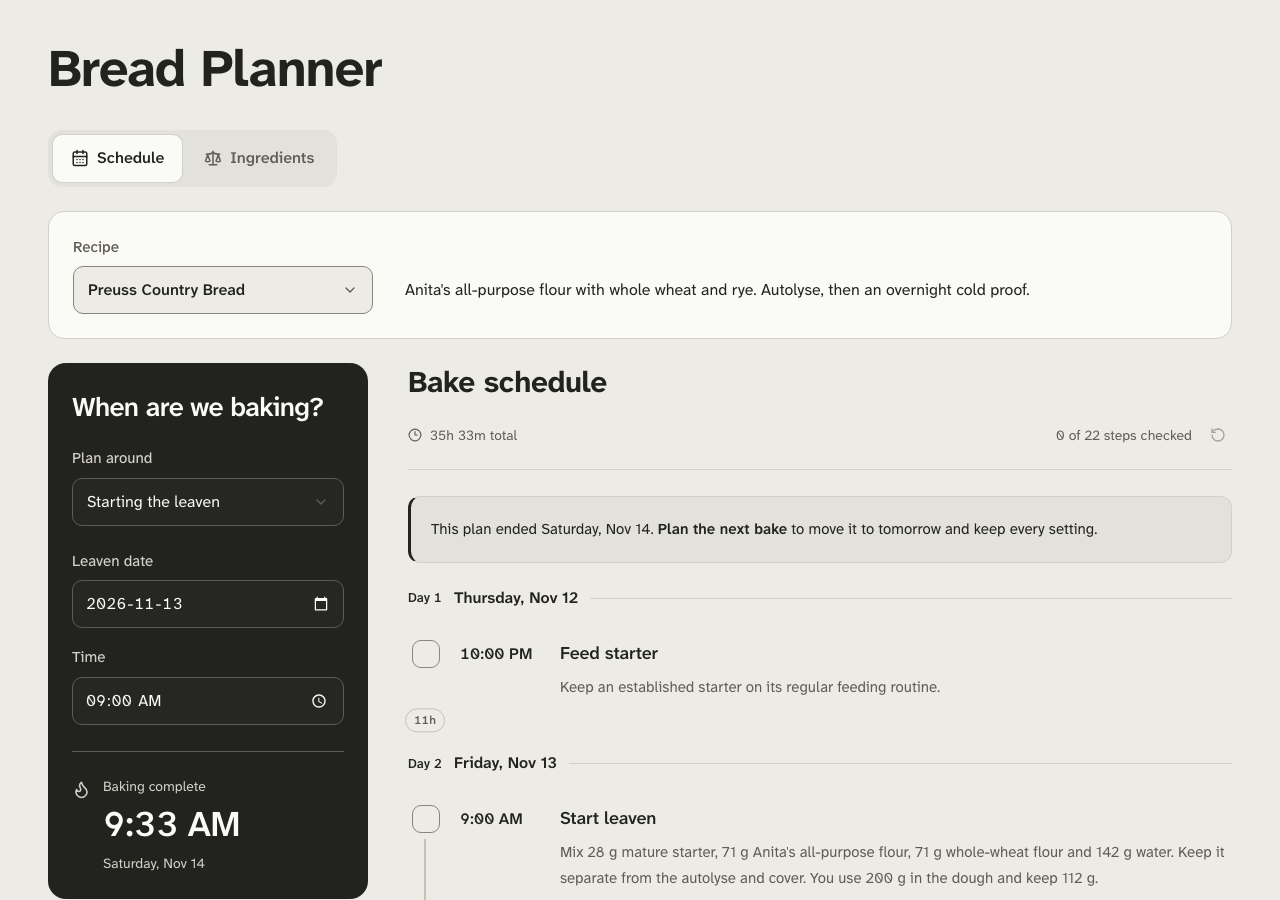 Bread Planner
Schedule
Ingredients
Recipe
Preuss Country Bread
Anita's all-purpose flour with whole wheat and rye. Autolyse, then an overnight cold proof.
When are we baking?
Plan around
Starting the leaven
Leaven date
2026-11-13
Time
09:00 AM
Baking complete
9:33 AM
Saturday, Nov 14
Bake schedule
35h 33m total
0 of 22 steps checked
This plan ended Saturday, Nov 14. Plan the next bake to move it to tomorrow and keep every setting.
Day 1 Thursday, Nov 12
10:00 PM Feed starter
Keep an established starter on its regular feeding routine.
11h
Day 2 Friday, Nov 13
9:00 AM Start leaven
Mix 28 g mature starter, 71 g Anita's all-purpose flour, 71 g whole-wheat flour and 142 g water. Keep it
separate from the autolyse and cover. You use 200 g in the dough and keep 112 g.